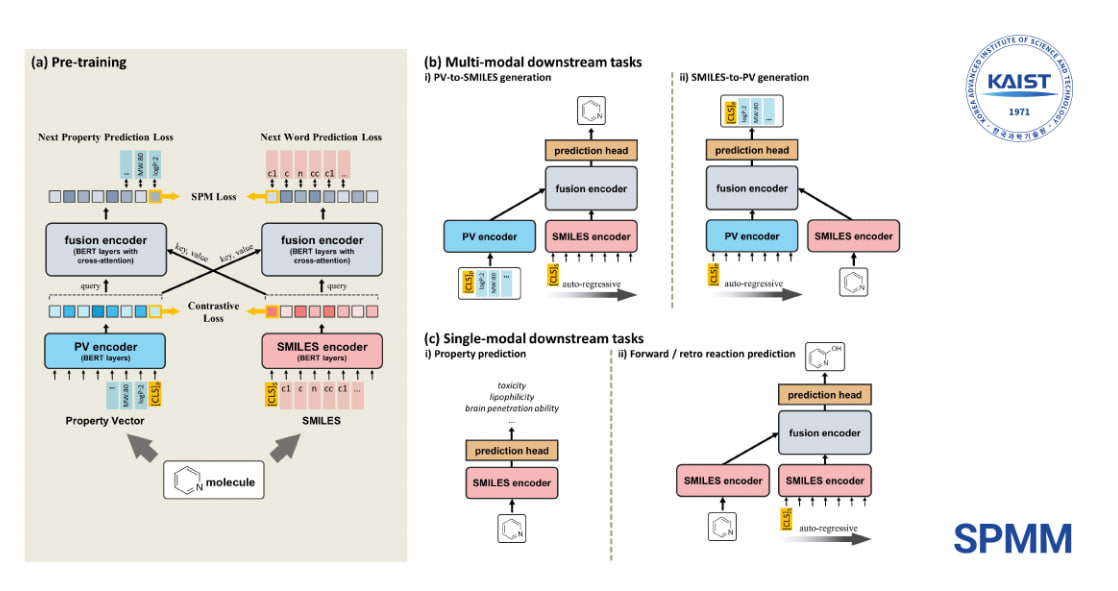 (a) Pre-training
Next Property Prediction Loss
Next Word Prediction Loss
MW:80
logP:2
c1
c
n
cc
c1
...
SPM Loss
fusion encoder
(BERT layers with
cross-attention)
key, value
key, value
fusion encoder
(BERT layers with
cross-attention)
query
query
Contrastive
Loss
PV encoder
(BERT layers)
SMILES encoder
(BERT layers)
MW:80
logP:2
[CLS]P
[CLS]S
c1
c
n
cc
c1
...
Property Vector
SMILES
N
molecule
(b) Multi-modal downstream tasks
i) PV-to-SMILES generation
N
prediction head
fusion encoder
PV encoder
SMILES encoder
[CLS]P
logP:2
MW:80
...
[CLS]S
auto-regressive
ii) SMILES-to-PV generation
[CLS]P
logP:2
MW:80
prediction head
fusion encoder
PV encoder
SMILES encoder
[CLS]P
auto-regressive
N
(c) Single-modal downstream tasks
i) Property prediction
toxicity
lipophilicity
brain penetration ability
...
prediction head
SMILES encoder
N
ii) Forward / retro reaction prediction
OH
N
prediction head
fusion encoder
SMILES encoder
SMILES encoder
N
[CLS]S
auto-regressive
KOREA ADVANCED INSTITUTE OF SCIENCE AND TECHNOLOGY
KAIST
1971
한국과학기술원
SPMM